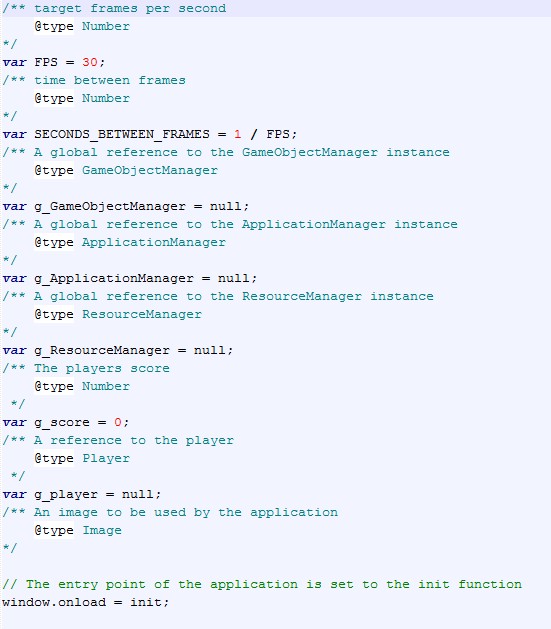 /** target frames per second
    @type Number
*/
var FPS = 30;
/** time between frames
    @type Number
*/
var SECONDS_BETWEEN_FRAMES = 1 / FPS;
/** A global reference to the GameObjectManager instance
    @type GameObjectManager
*/
var g_GameObjectManager = null;
/** A global reference to the ApplicationManager instance
    @type ApplicationManager
*/
var g_ApplicationManager = null;
/** A global reference to the ResourceManager instance
    @type ResourceManager
*/
var g_ResourceManager = null;
/** The players score
    @type Number
 */
var g_score = 0;
/** A reference to the player
    @type Player
 */
var g_player = null;
/** An image to be used by the application
    @type Image
*/

// The entry point of the application is set to the init function
window.onload = init;